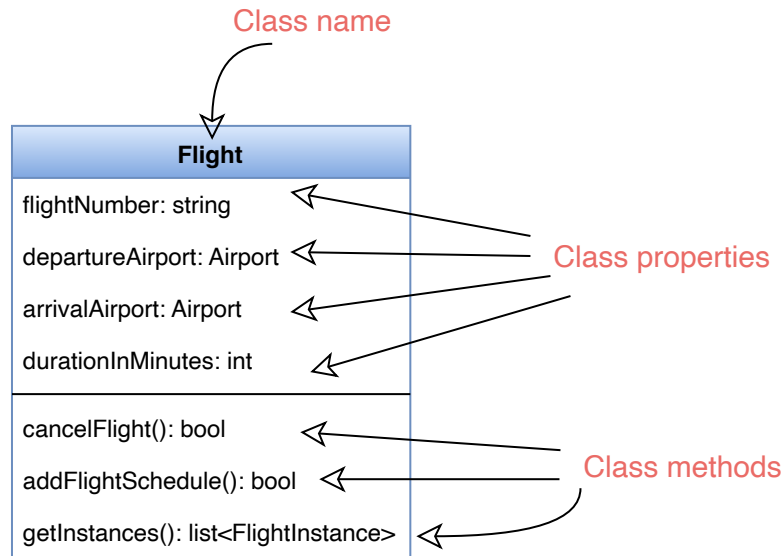 Class name
Flight
flightNumber: string
departureAirport: Airport
Class properties
arrivalAirport: Airport
durationInMinutes: int
cancelFlight(): bool
Class methods
addFlightSchedule(): bool
getInstances(): list<FlightInstance>